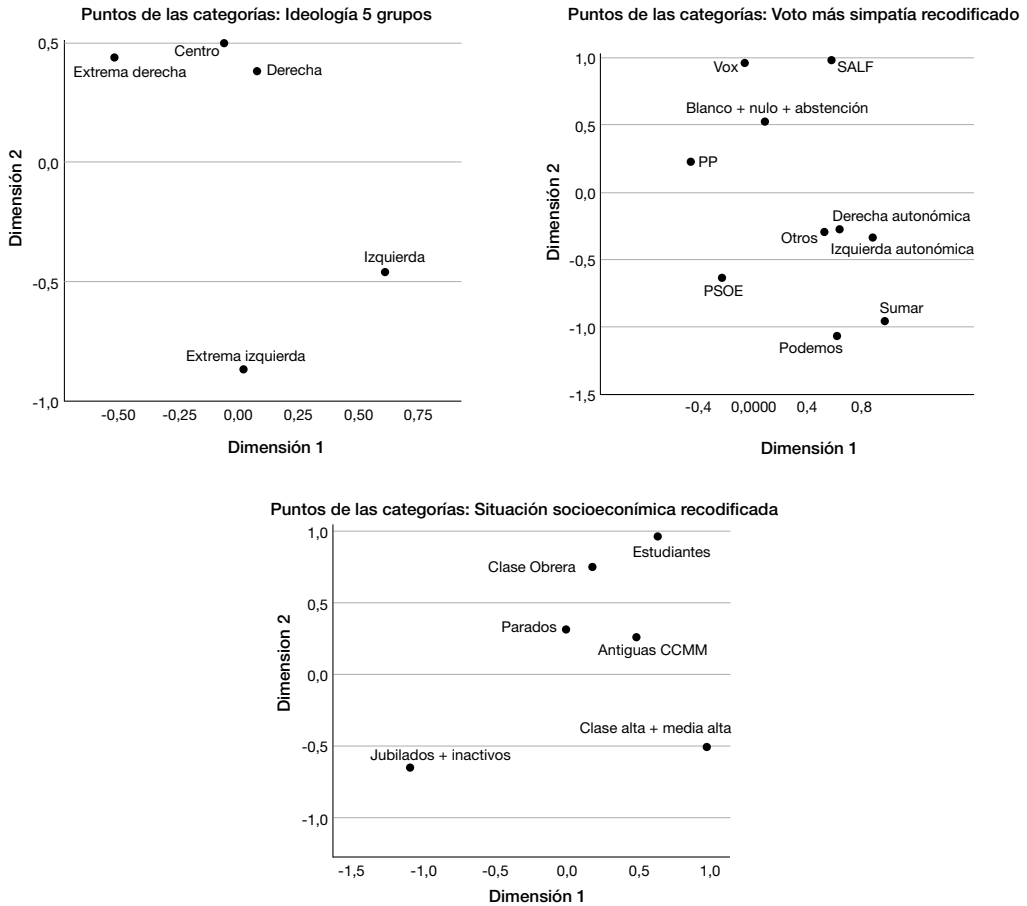 Puntos de las categorías: Ideología 5 grupos
0,5
0,0
-0,5
-1,0
Dimensión 2
Centro
Extrema derecha
Derecha
Izquierda
Extrema izquierda
-0,50 -0,25 0,00 0,25 0,50 0,75
Dimensión 1
Puntos de las categorías: Voto más simpatía recodificado
1,0
0,5
0,0
-0,5
-1,0
-1,5
Dimensión 2
Vox
SALF
Blanco + nulo + abstención
PP
Derecha autonómica
Otros
Izquierda autonómica
PSOE
Sumar
Podemos
-0,4 0,0000 0,4 0,8
Dimensión 1
Puntos de las categorías: Situación socioeconímica recodificada
1,0
0,5
0,0
-0,5
-1,0
Dimension 2
Estudiantes
Clase Obrera
Parados
Antiguas CCMM
Clase alta + media alta
Jubilados + inactivos
-1,5 -1,0 -0,5 0,0 0,5 1,0
Dimensión 1